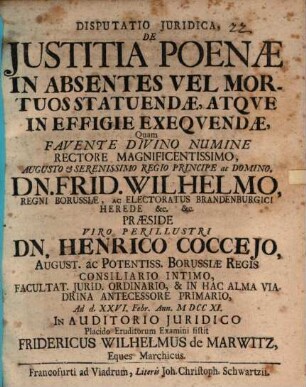 DISPUTATIO JURIDICA, 22.
DE
JUSTITIA POENÆ
IN ABSENTES VEL MOR-
TUOS STATUENDÆ, ATQVE
IN EFFIGIE EXEQVENDÆ,
Quam
FAVENTE DIVINO NUMINE
RECTORE MAGNIFICENTISSIMO,
AUGUSTO & SERENISSIMO REGIO PRINCIPE ac DOMINO,
DN. FRID. WILHELMO,
REGNI BORUSSIÆ, ac ELECTORATUS BRANDENBURGICI
HEREDE &c. &c.
PRÆSIDE
VIRO PERILLUSTRI
DN. HENRICO COCCEJO,
AUGUST. ac POTENTISS. BORUSSIÆ REGIS
CONSILIARIO INTIMO,
FACULTAT. JURID. ORDINARIO, & IN HAC ALMA VIA-
DRINA ANTECESSORE PRIMARIO,
Ad d. XXVI. Febr. Ann. MDCCXI.
IN AUDITORIO JURIDICO
Placido Eruditorum Examini sistit
FRIDERICUS WILHELMUS de MARWITZ,
Eques Marchicus.
Francofurti ad Viadrum, Literis Joh. Christoph. Schwartzii.